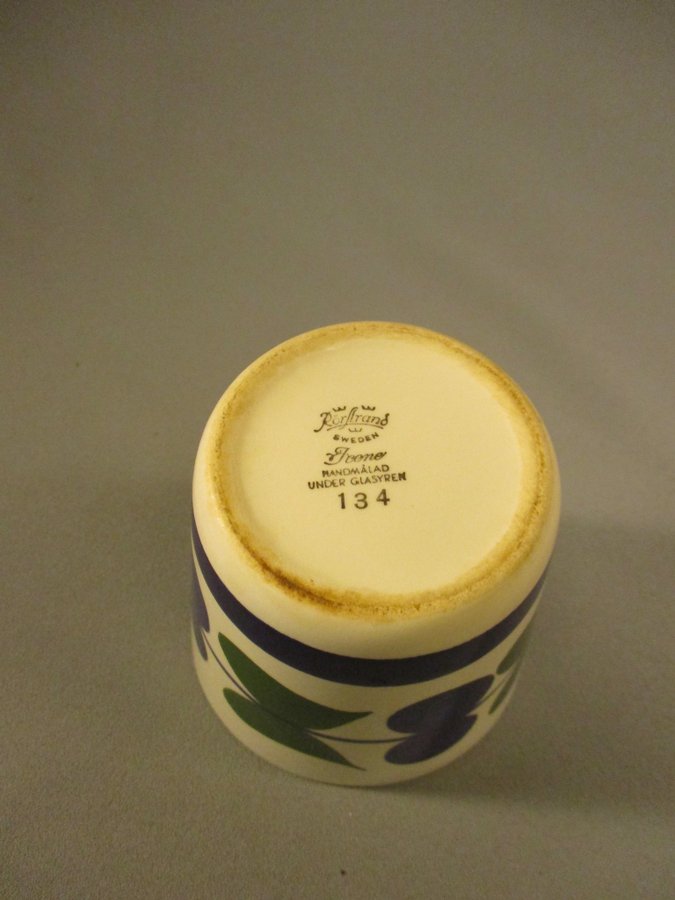 Rörstrand
SWEDEN
Ivone
HANDMÅLAD
UNDER GLASYREN
134